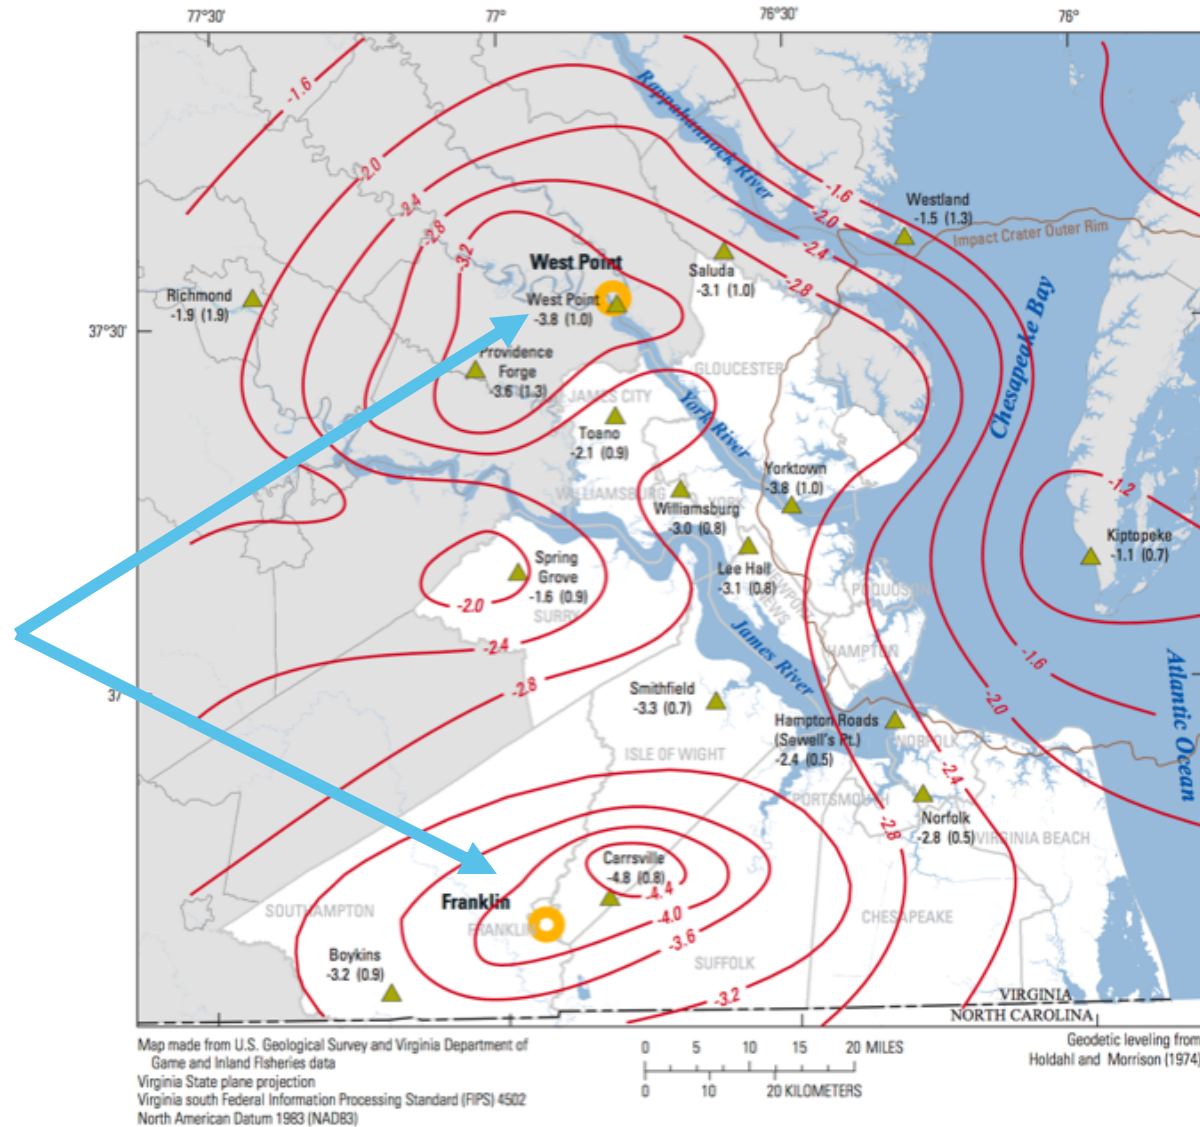 77°30'
77°
76°30'
76°
-1.6
Rappahannock River
-2.0
-2.4
-2.8
-3.2
-1.6
-2.0
-2.4
-2.8
Westland
-1.5 (1.3)
Impact Crater Outer Rim
West Point
Saluda
-3.1 (1.0)
Richmond
-1.9 (1.9)
West Point
-3.8 (1.0)
37°30'
Chesapeake Bay
Providence
Forge
-3.6 (1.3)
GLOUCESTER
JAMES CITY
York River
Toano
-2.1 (0.9)
Yorktown
-3.8 (1.0)
-1.2
WILLIAMSBURG
YORK
Williamsburg
-3.0 (0.8)
Kiptopeke
-1.1 (0.7)
Spring
Grove
-1.6 (0.9)
Lee Hall
-3.1 (0.8)
NEWPORT
NEWS
POQUOSON
-2.0
SURRY
-2.4
James River
HAMPTON
-1.6
Atlantic Ocean
37
-2.8
Smithfield
-3.3 (0.7)
-2.0
Hampton Roads
(Sewell's Pt.)
-2.4 (0.5)
NORFOLK
ISLE OF WIGHT
-2.4
PORTSMOUTH
-2.8
Norfolk
-2.8 (0.5)
VIRGINIA BEACH
Carrsville
-4.8 (0.8)
-4.4
Franklin
-4.0
SOUTHAMPTON
FRANKLIN
CHESAPEAKE
-3.6
Boykins
-3.2 (0.9)
SUFFOLK
-3.2
VIRGINIA
NORTH CAROLINA
Map made from U.S. Geological Survey and Virginia Department of
Game and Inland Fisheries data
Virginia State plane projection
Virginia south Federal Information Processing Standard (FIPS) 4502
North American Datum 1983 (NAD83)
0 5 10 15 20 MILES
0 10 20 KILOMETERS
Geodetic leveling from
Holdahl and Morrison (1974)